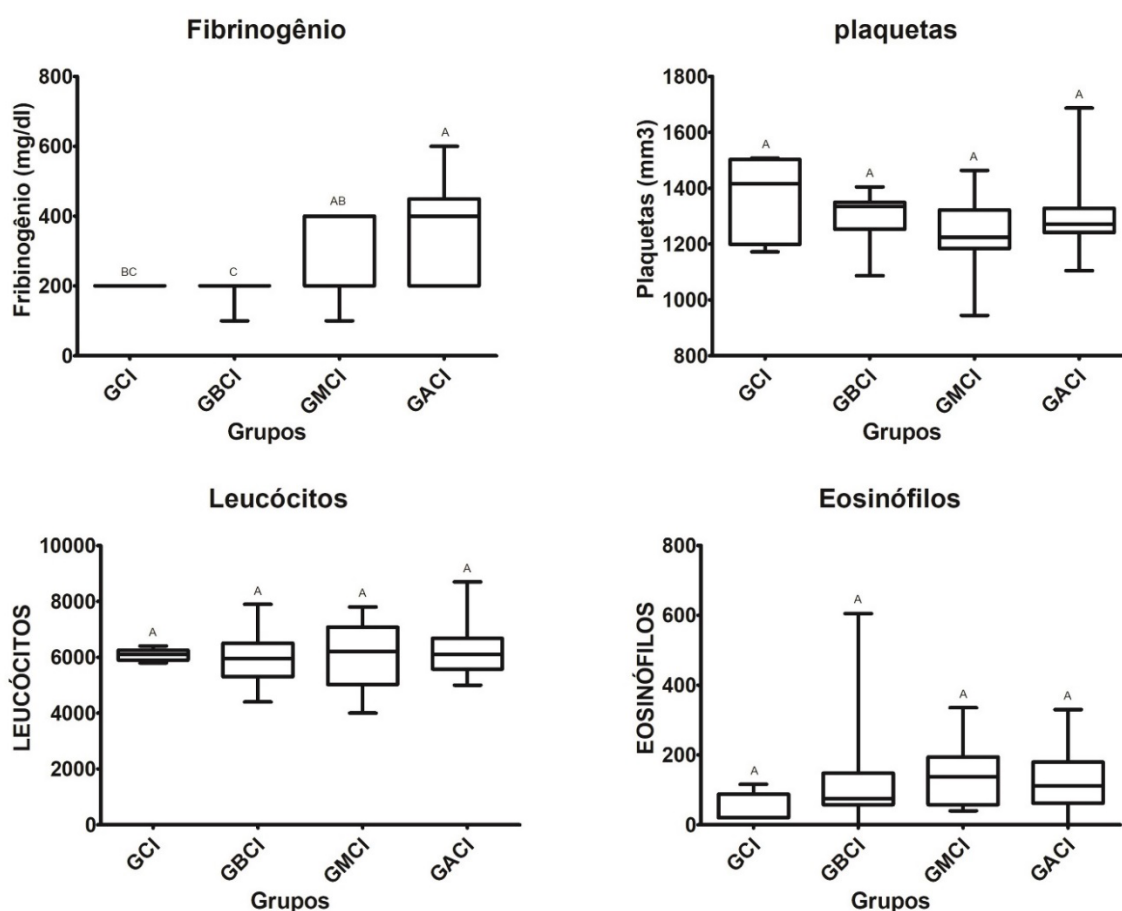 Fibrinogênio
800
600
400
200
0
Fribinogênio (mg/dl)
BC
C
AB
A
GCI
GBCI
GMCI
GACI
Grupos
plaquetas
1800
1600
1400
1200
1000
800
Plaquetas (mm3)
A
A
A
A
GCI
GBCI
GMCI
GACI
Grupos
Leucócitos
10000
8000
6000
4000
2000
0
LEUCÓCITOS
A
A
A
A
GCI
GBCI
GMCI
GACI
Grupos
Eosinófilos
800
600
400
200
0
EOSINÓFILOS
A
A
A
A
GCI
GBCI
GMCI
GACI
Grupos